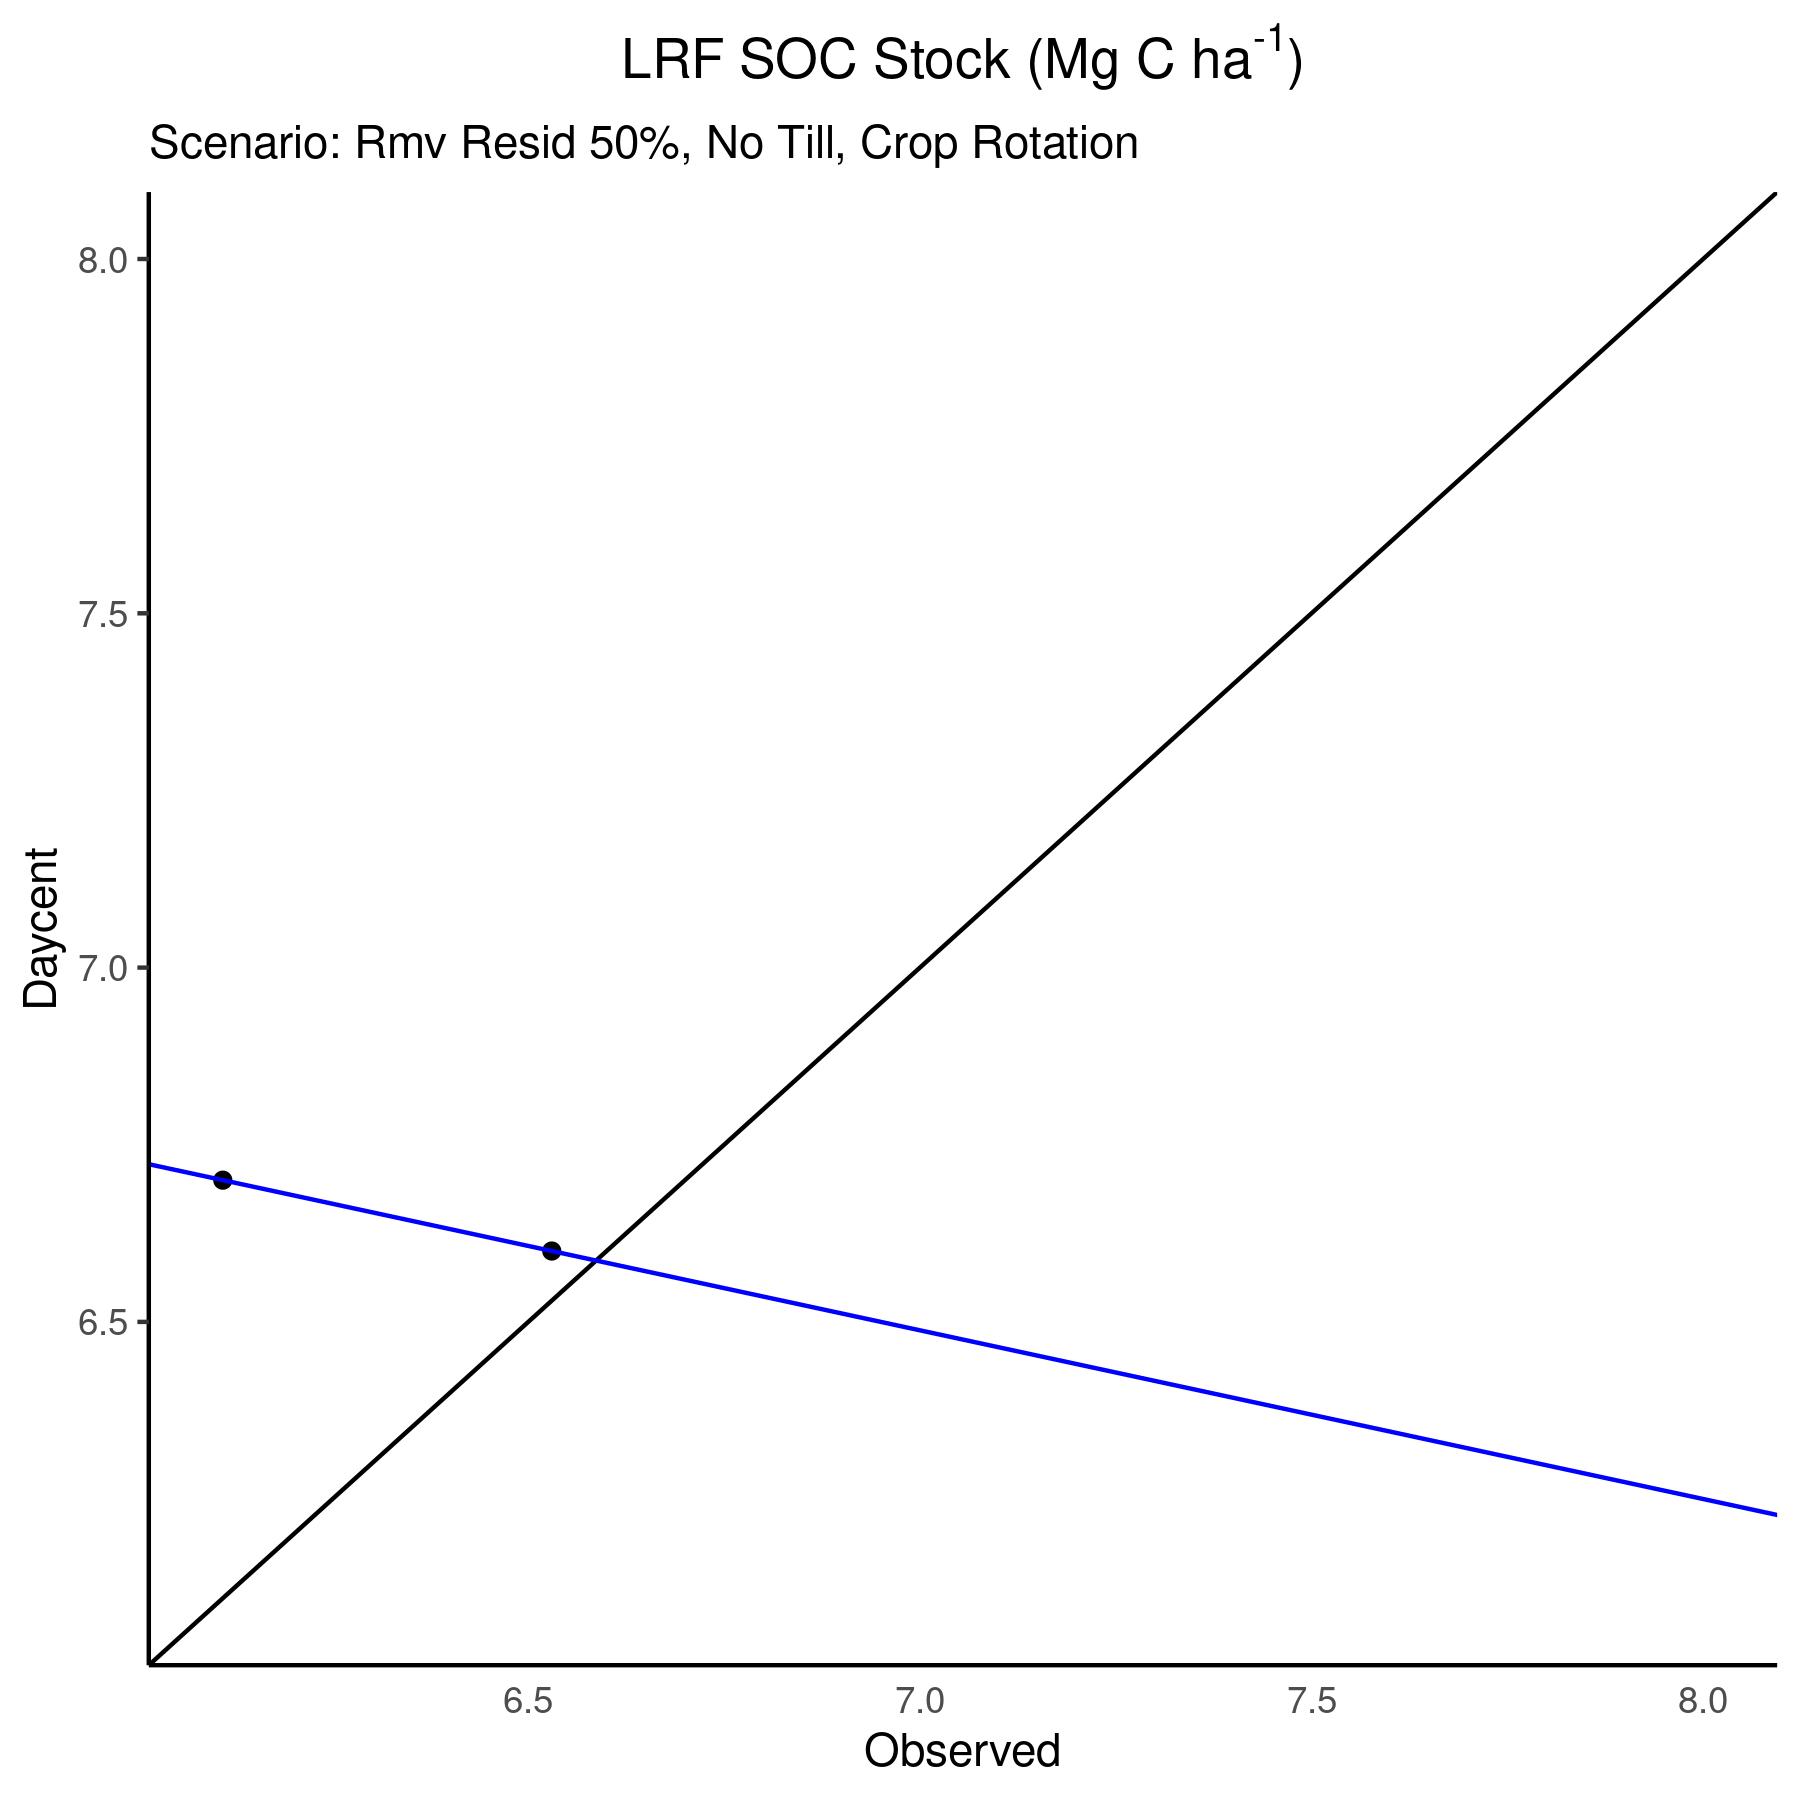 LRF SOC Stock (Mg C ha⁻¹)
Scenario: Rmv Resid 50%, No Till, Crop Rotation
8.0
7.5
7.0
6.5
Daycent
6.5 7.0 7.5 8.0
Observed